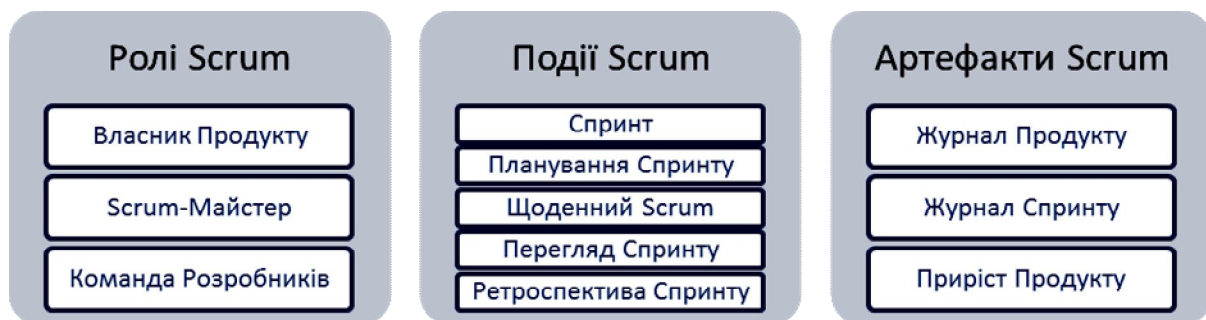 Ролі Scrum
Власник Продукту
Scrum-Майстер
Команда Розробників
Події Scrum
Спринт
Планування Спринту
Щоденний Scrum
Перегляд Спринту
Ретроспектива Спринту
Артефакти Scrum
Журнал Продукту
Журнал Спринту
Приріст Продукту